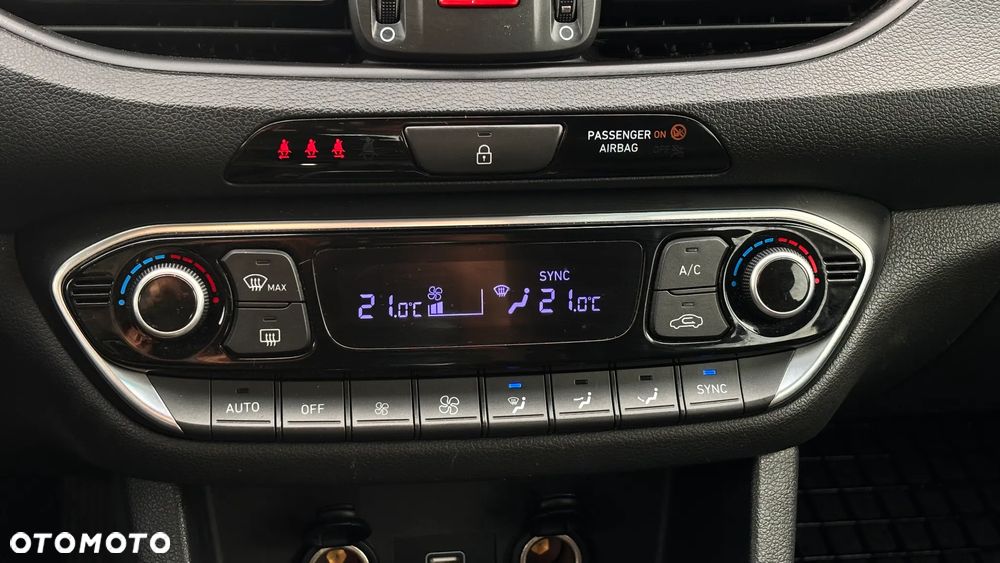 PASSENGER ON
AIRBAG OFF
SYNC
21.0°C 21.0°C
MAX
A/C
AUTO
OFF
SYNC
OTOMOTO